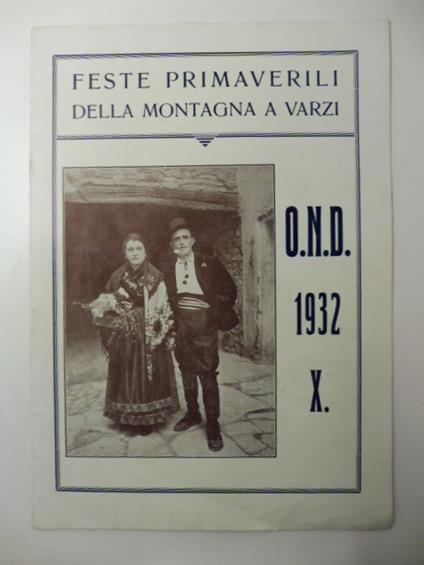 FESTE PRIMAVERILI
DELLA MONTAGNA A VARZI
O.N.D.
1932
X.